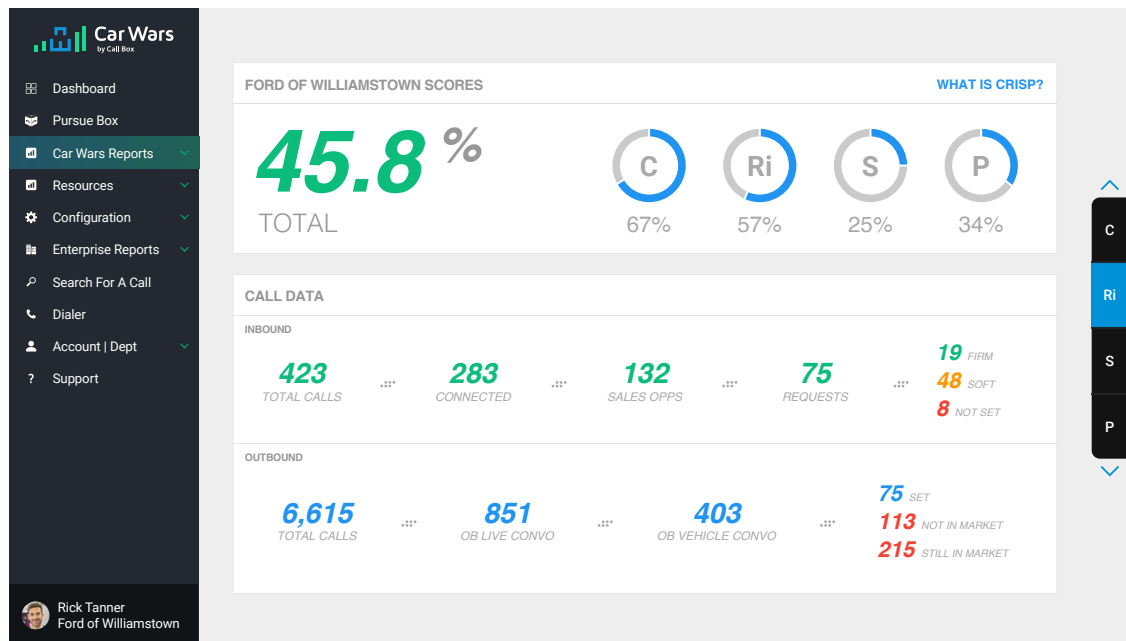 Car Wars
by Call Box
Dashboard
Pursue Box
Car Wars Reports
Resources
Configuration
Enterprise Reports
Search For A Call
Dialer
Account | Dept
? Support
Rick Tanner
Ford of Williamstown
FORD OF WILLIAMSTOWN SCORES
WHAT IS CRISP?
45.8 %
TOTAL
C
67%
Ri
57%
S
25%
P
34%
CALL DATA
INBOUND
423
TOTAL CALLS
283
CONNECTED
132
SALES OPPS
75
REQUESTS
19 FIRM
48 SOFT
8 NOT SET
OUTBOUND
6,615
TOTAL CALLS
851
OB LIVE CONVO
403
OB VEHICLE CONVO
75 SET
113 NOT IN MARKET
215 STILL IN MARKET
C
Ri
S
P